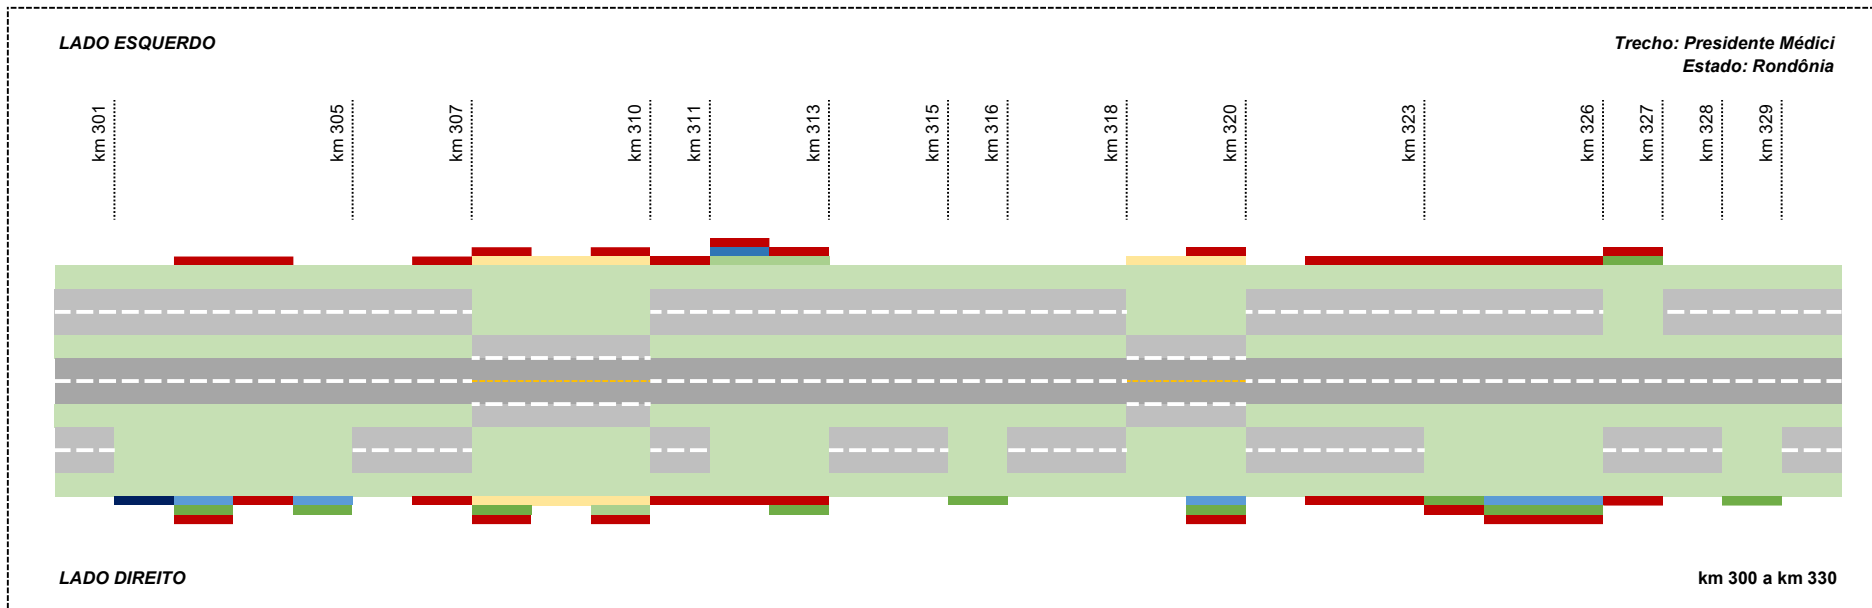 LADO ESQUERDO
Trecho: Presidente Médici
Estado: Rondônia
km 301
km 305
km 307
km 310
km 311
km 313
km 315
km 316
km 318
km 320
km 323
km 326
km 327
km 328
km 329
LADO DIREITO
km 300 a km 330